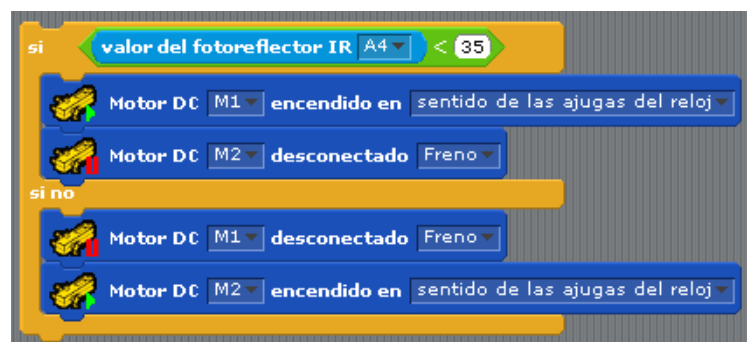 si valor del fotoreflector IR A4 < 35
Motor DC M1 encendido en sentido de las ajugas del reloj
Motor DC M2 desconectado Freno
si no
Motor DC M1 desconectado Freno
Motor DC M2 encendido en sentido de las ajugas del reloj